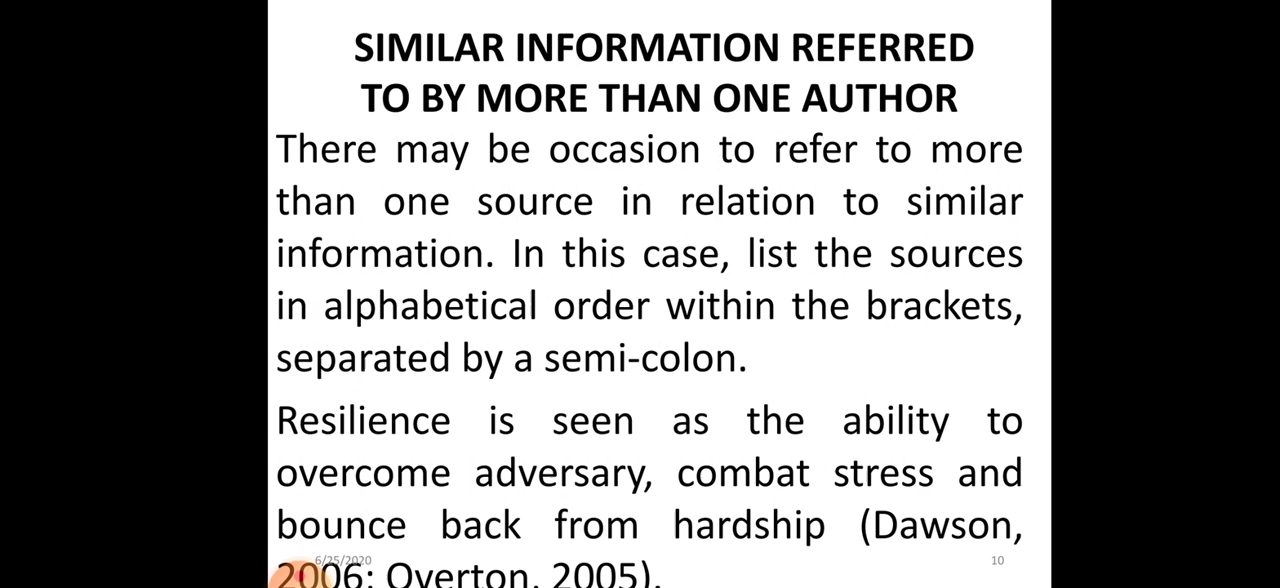 SIMILAR INFORMATION REFERRED
TO BY MORE THAN ONE AUTHOR
There may be occasion to refer to more
than one source in relation to similar
information. In this case, list the sources
in alphabetical order within the brackets,
separated by a semi-colon.
Resilience is seen as the ability to
overcome adversary, combat stress and
bounce back from hardship (Dawson,
6/25/2020
10
2006; Overton, 2005).